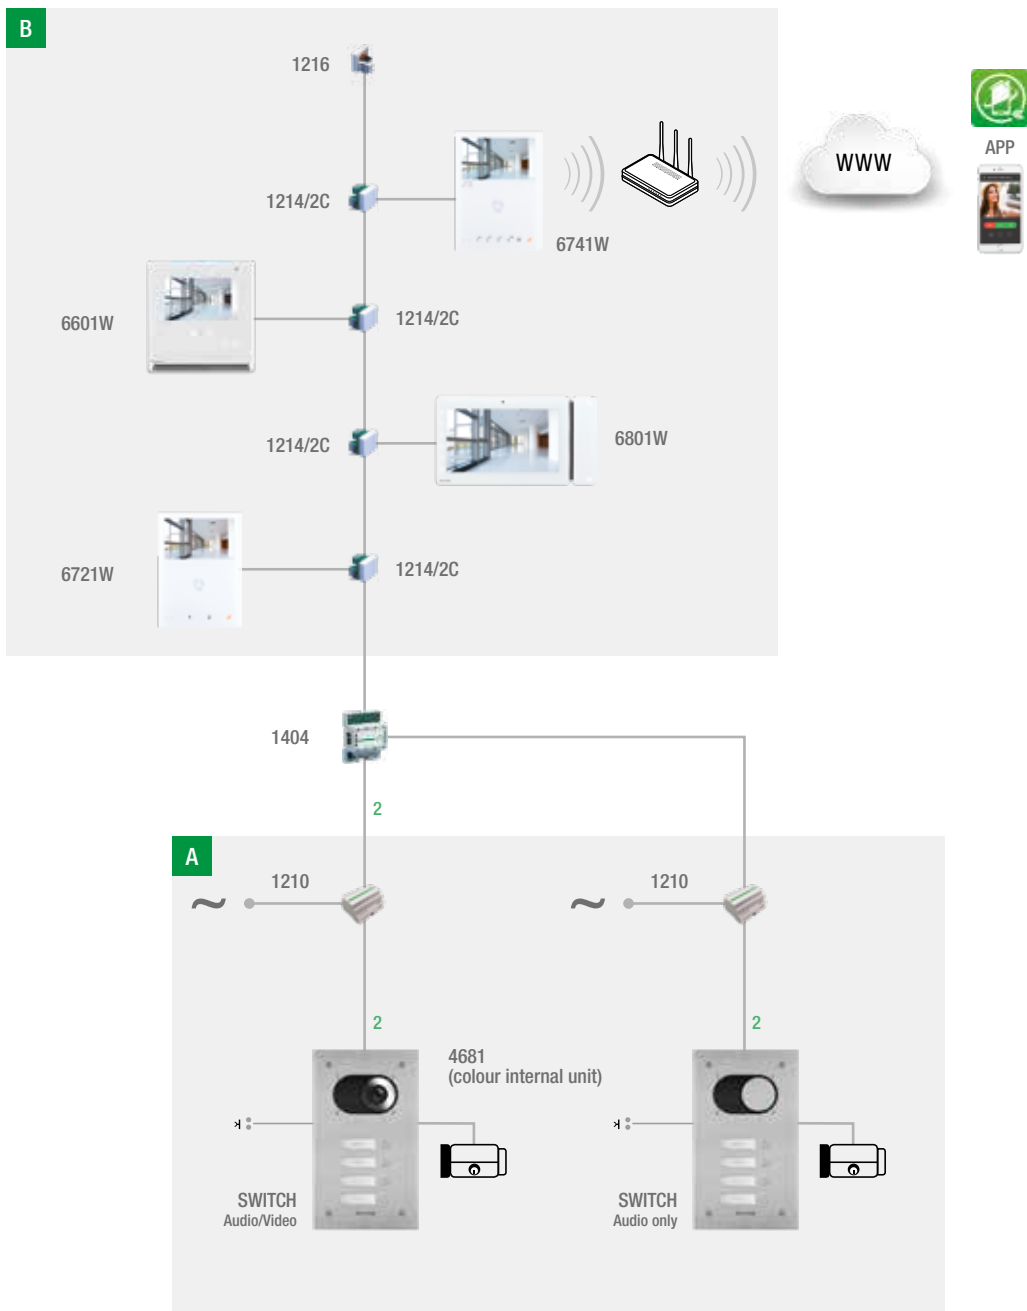 B
1216
APP
WWW
1214/2C
6741W
6601W
1214/2C
1214/2C
6801W
6721W
1214/2C
1404
2
A
1210
1210
2
2
4681
(colour internal unit)
SWITCH
Audio/Video
SWITCH
Audio only